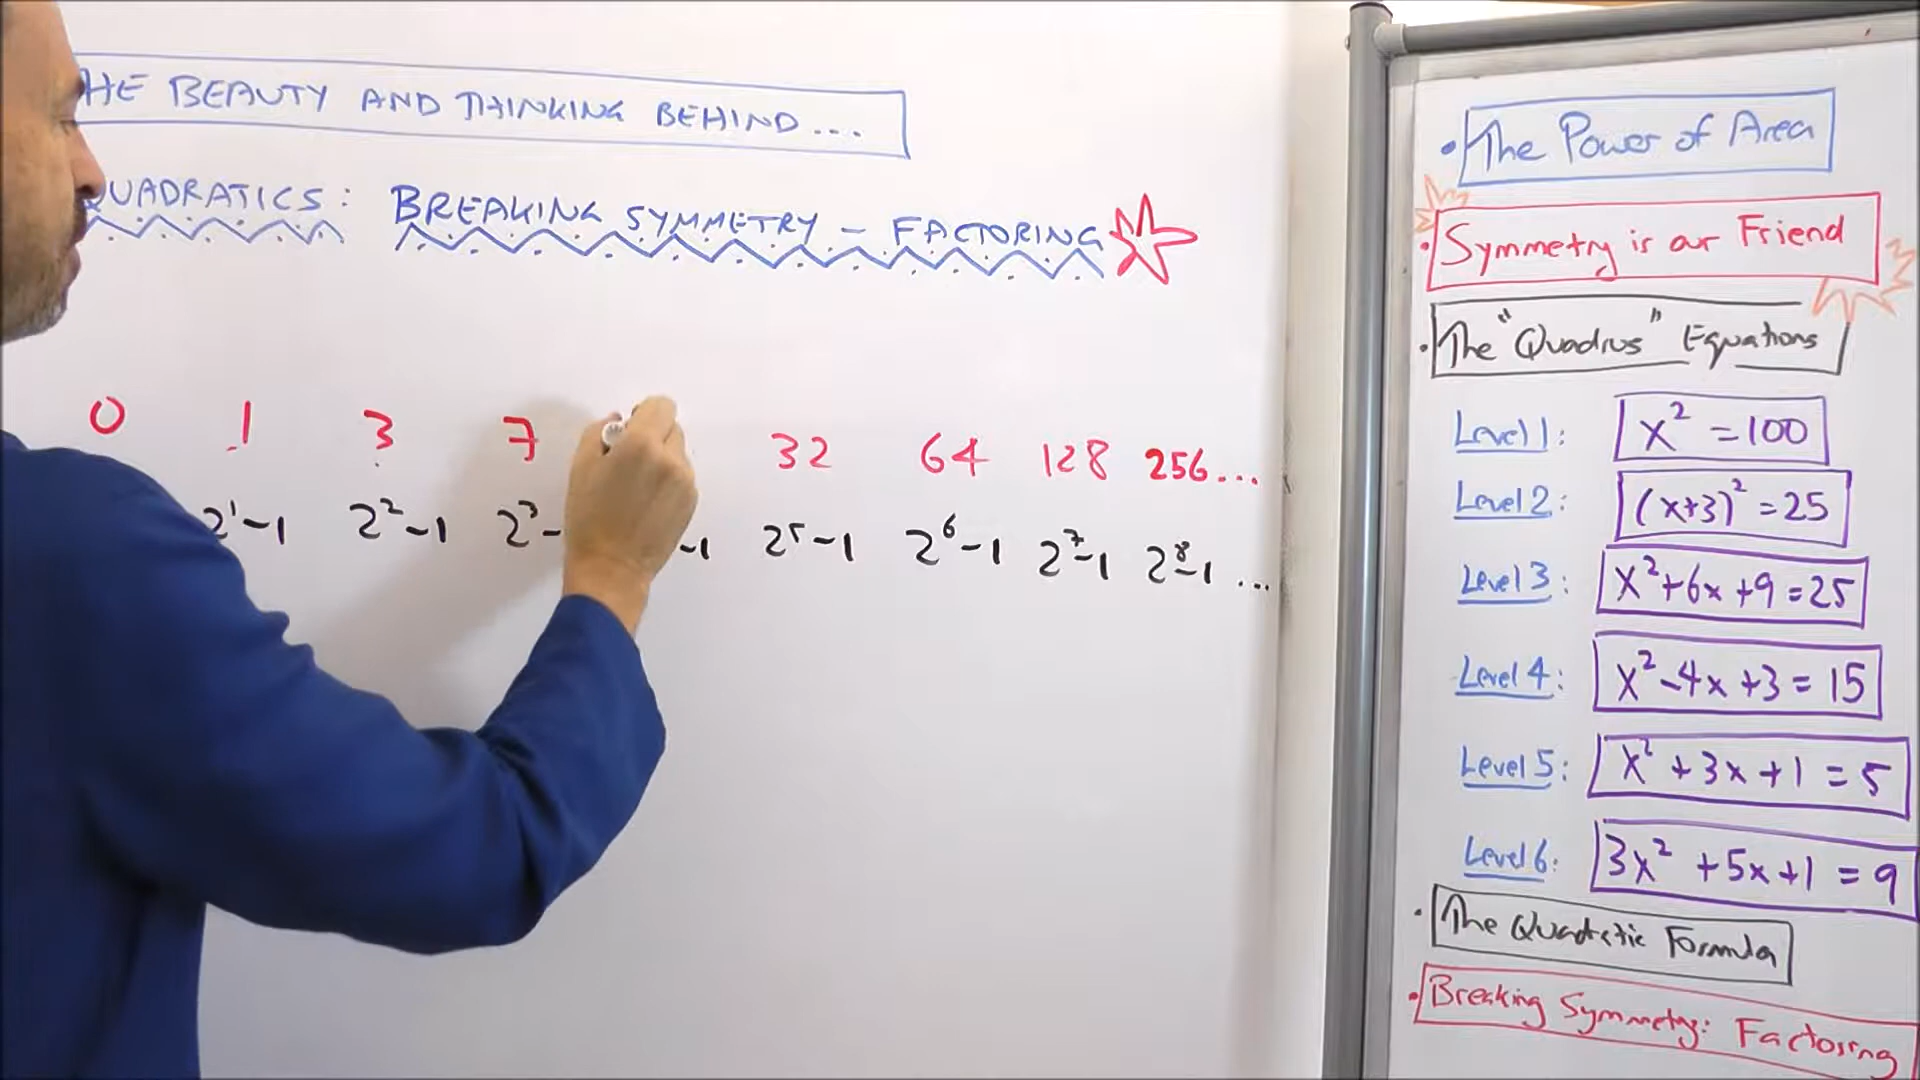 HE BEAUTY AND THINKING BEHIND...
QUADRATICS: BREAKING SYMMETRY - FACTORING
0 1 3 7 32 64 128 256...
2¹-1 2²-1 2³- -1 2⁵-1 2⁶-1 2⁷-1 2⁸-1 ...
• The Power of Area
• Symmetry is our Friend
• The "Quadrus" Equations
Level 1: x² = 100
Level 2: (x+3)² = 25
Level 3: x²+6x+9=25
Level 4: x²-4x+3=15
Level 5: x²+3x+1=5
Level 6: 3x²+5x+1=9
• The Quadratic Formula
• Breaking Symmetry: Factoring